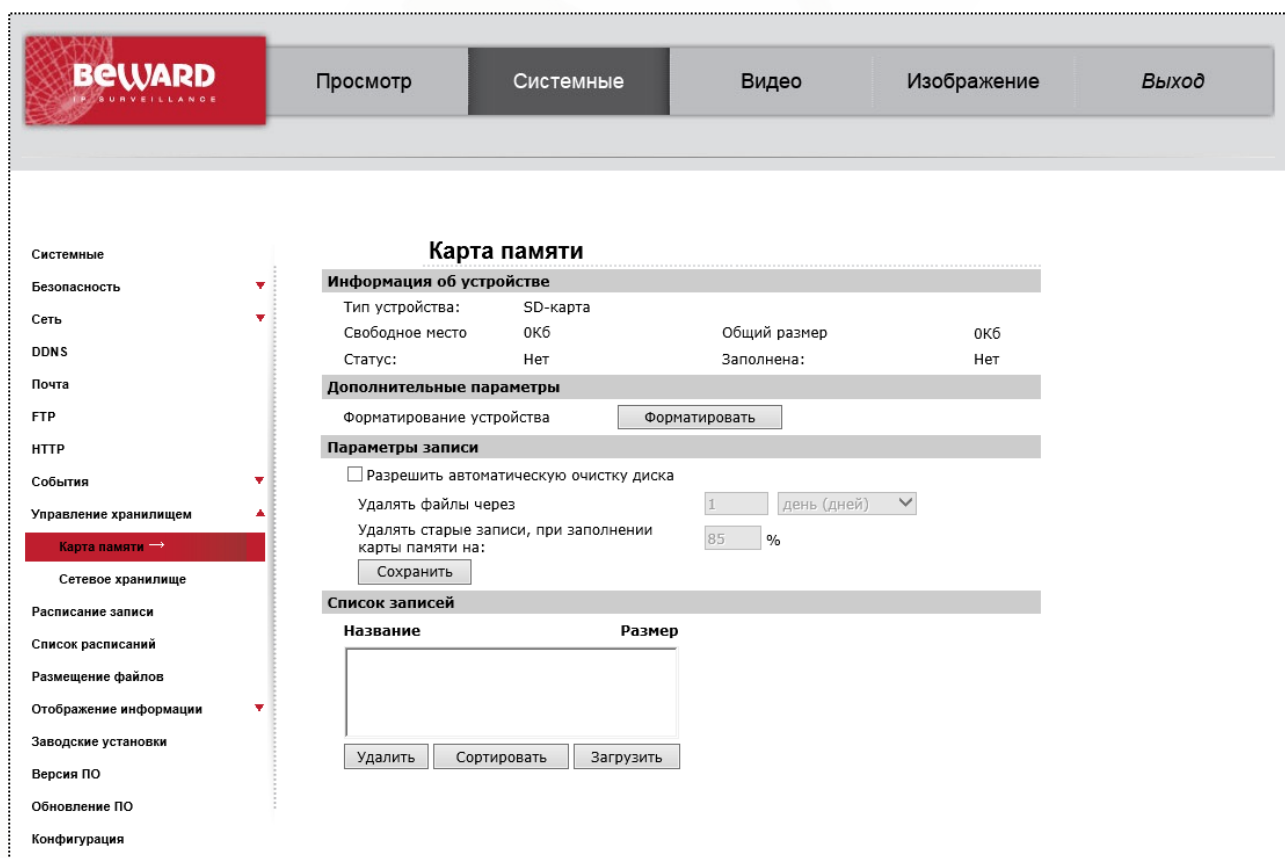 BEWARD
IP SURVEILLANCE
Просмотр Системные Видео Изображение Выход
Системные
Безопасность
Сеть
DDNS
Почта
FTP
HTTP
События
Управление хранилищем
Карта памяти →
Сетевое хранилище
Расписание записи
Список расписаний
Размещение файлов
Отображение информации
Заводские установки
Версия ПО
Обновление ПО
Конфигурация
Карта памяти
Информация об устройстве
Тип устройства: SD-карта
Свободное место 0Кб Общий размер 0Кб
Статус: Нет Заполнена: Нет
Дополнительные параметры
Форматирование устройства Форматировать
Параметры записи
Разрешить автоматическую очистку диска
Удалять файлы через 1 день (дней)
Удалять старые записи, при заполнении
карты памяти на: 85 %
Сохранить
Список записей
Название Размер
Удалить Сортировать Загрузить